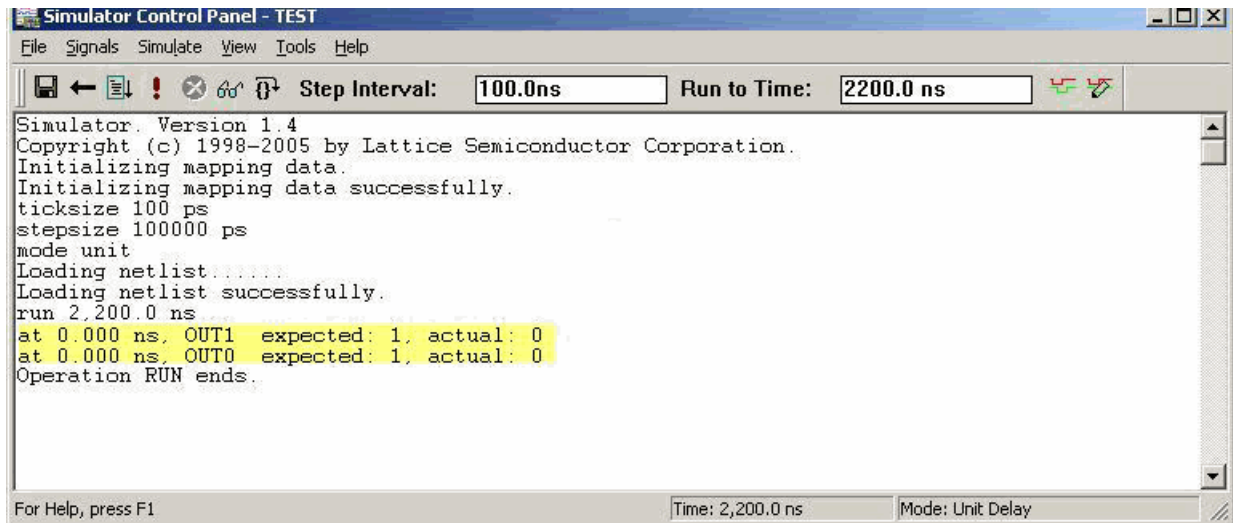 Simulator Control Panel - TEST
File Signals Simulate View Tools Help
Step Interval: 100.0ns Run to Time: 2200.0 ns
Simulator. Version 1.4
Copyright (c) 1998-2005 by Lattice Semiconductor Corporation.
Initializing mapping data.
Initializing mapping data successfully.
ticksize 100 ps
stepsize 100000 ps
mode unit
Loading netlist......
Loading netlist successfully.
run 2,200.0 ns
at 0.000 ns, OUT1 expected: 1, actual: 0
at 0.000 ns, OUT0 expected: 1, actual: 0
Operation RUN ends.
For Help, press F1 Time: 2,200.0 ns Mode: Unit Delay